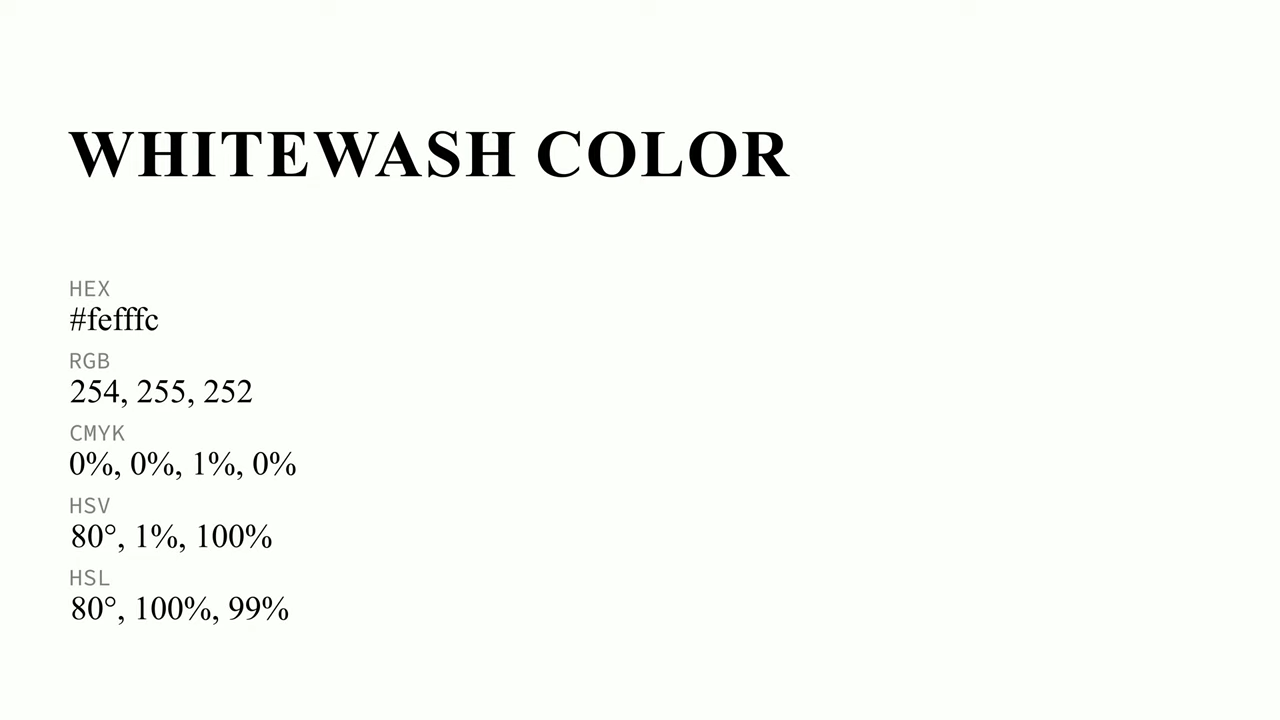 WHITEWASH COLOR
HEX
#fefffc
RGB
254, 255, 252
CMYK
0%, 0%, 1%, 0%
HSV
80°, 1%, 100%
HSL
80°, 100%, 99%